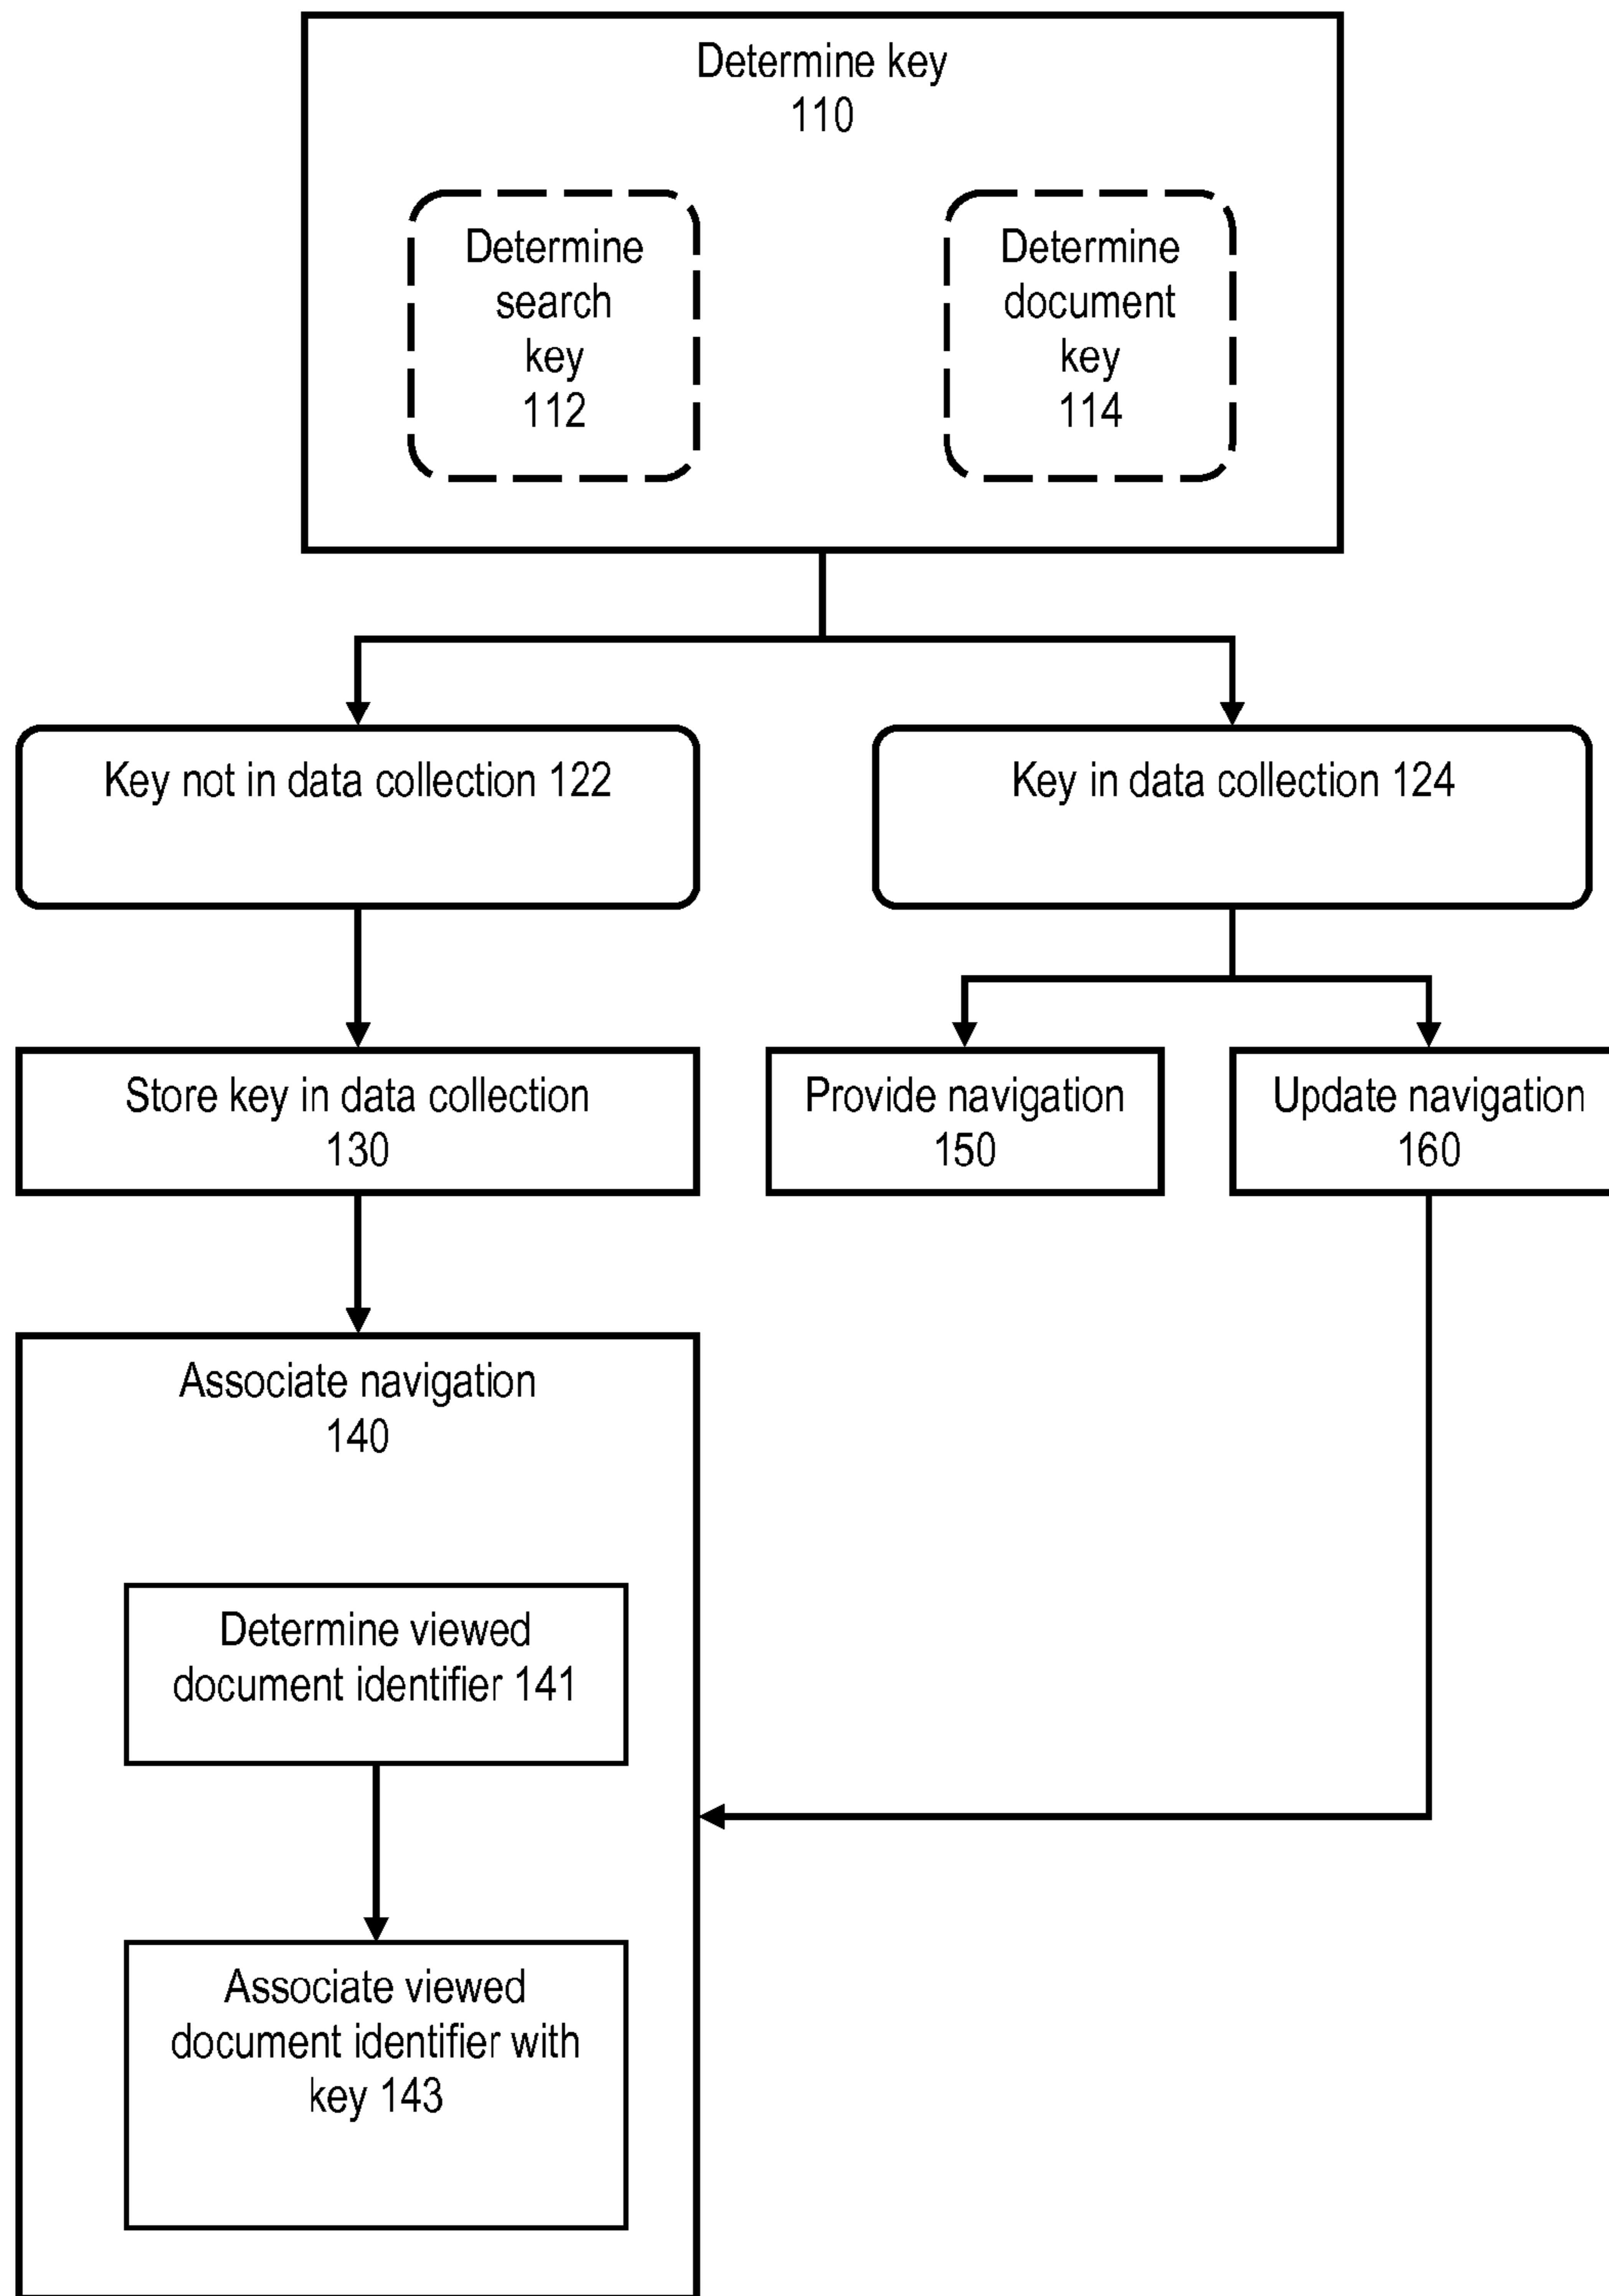 Determine key
110
Determine
search
key
112
Determine
document
key
114
Key not in data collection 122
Key in data collection 124
Store key in data collection
130
Provide navigation
150
Update navigation
160
Associate navigation
140
Determine viewed
document identifier 141
Associate viewed
document identifier with
key 143